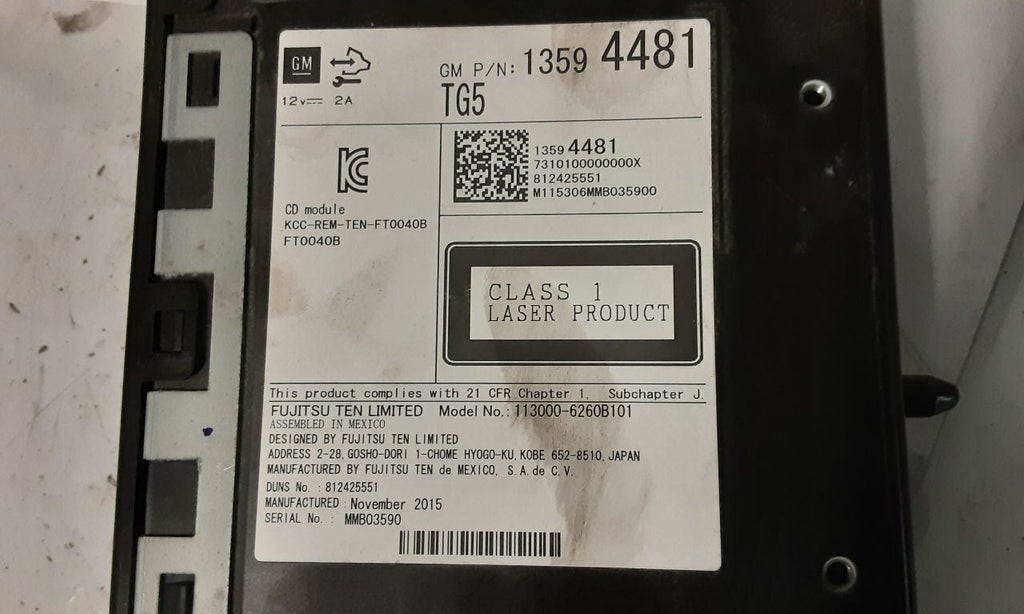 GM
GM P/N: 1359 4481
12V 2A
TG5
1359 4481
7310100000000X
812425551
M115306MMB035900
KC
CD module
KCC-REM-TEN-FT0040B
FT0040B
CLASS 1
LASER PRODUCT
This product complies with 21 CFR Chapter 1. Subchapter J.
FUJITSU TEN LIMITED Model No.: 113000-6260B101
ASSEMBLED IN MEXICO
DESIGNED BY FUJITSU TEN LIMITED
ADDRESS 2-28, GOSHO-DORI 1-CHOME HYOGO-KU, KOBE 652-8510, JAPAN
MANUFACTURED BY FUJITSU TEN de MEXICO, S.A. de C.V.
DUNS No. : 812425551
MANUFACTURED : November 2015
SERIAL No. : MMB03590